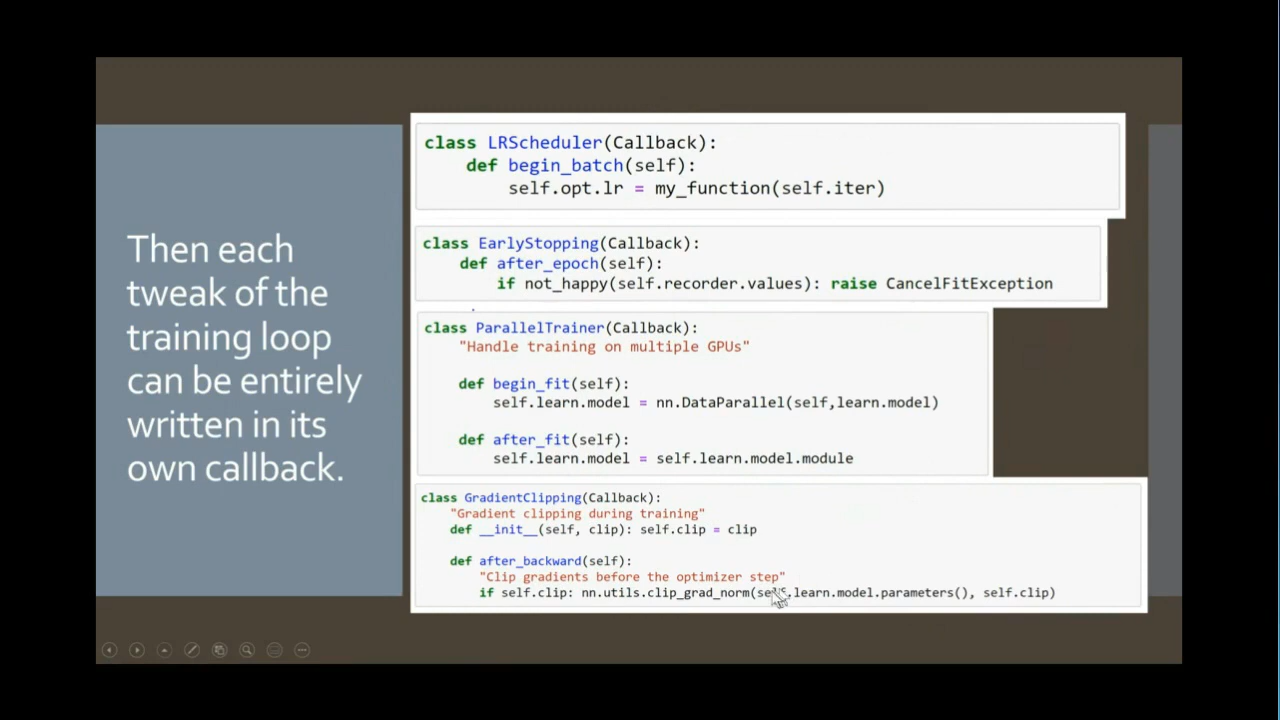 Then each
tweak of the
training loop
can be entirely
written in its
own callback.
class LRScheduler(Callback):
    def begin_batch(self):
        self.opt.lr = my_function(self.iter)
class EarlyStopping(Callback):
    def after_epoch(self):
        if not_happy(self.recorder.values): raise CancelFitException
class ParallelTrainer(Callback):
    "Handle training on multiple GPUs"
    def begin_fit(self):
        self.learn.model = nn.DataParallel(self,learn.model)
    def after_fit(self):
        self.learn.model = self.learn.model.module
class GradientClipping(Callback):
    "Gradient clipping during training"
    def __init__(self, clip): self.clip = clip
    def after_backward(self):
        "Clip gradients before the optimizer step"
        if self.clip: nn.utils.clip_grad_norm(self.learn.model.parameters(), self.clip)